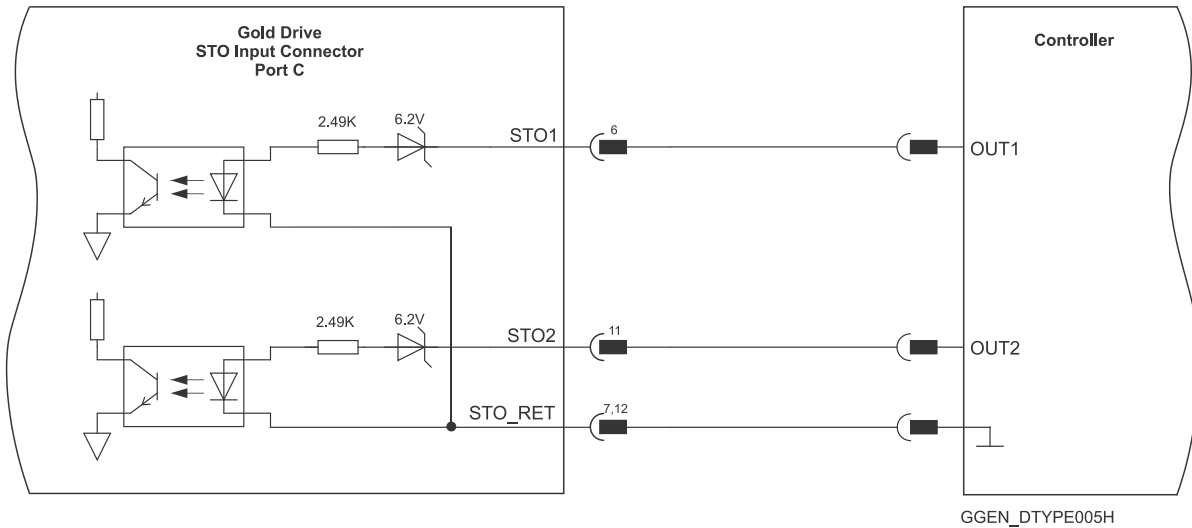 Gold Drive
STO Input Connector
Port C
Controller
2.49K
6.2V
STO1
6
OUT1
2.49K
6.2V
STO2
11
OUT2
STO_RET
7,12
GGEN_DTYPE005H